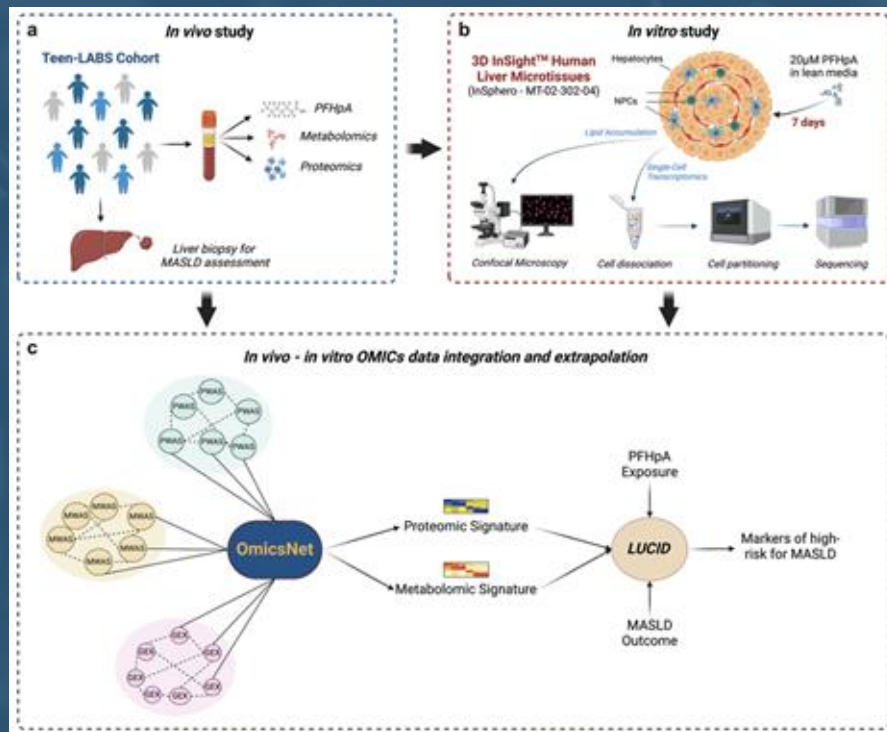 a
In vivo study
Teen-LABS Cohort
PFHpA
Metabolomics
Proteomics
Liver biopsy for
MASLD assessment
b
In vitro study
3D InSight™ Human
Liver Microtissues
(InSphero - MT-02-302-04)
Hepatocytes
NPCs
20µM PFHpA
in lean media
7 days
Lipid Accumulation
Single-Cell
Transcriptomics
Confocal Microscopy
Cell dissociation
Cell partitioning
Sequencing
c
In vivo - in vitro OMICs data integration and extrapolation
PWAS
PWAS
PWAS
PWAS
PWAS
PWAS
MWAS
MWAS
MWAS
MWAS
MWAS
MWAS
MWAS
GEX
GEX
GEX
GEX
GEX
GEX
GEX
OmicsNet
Proteomic Signature
Metabolomic Signature
PFHpA
Exposure
LUCID
MASLD
Outcome
Markers of high-
risk for MASLD